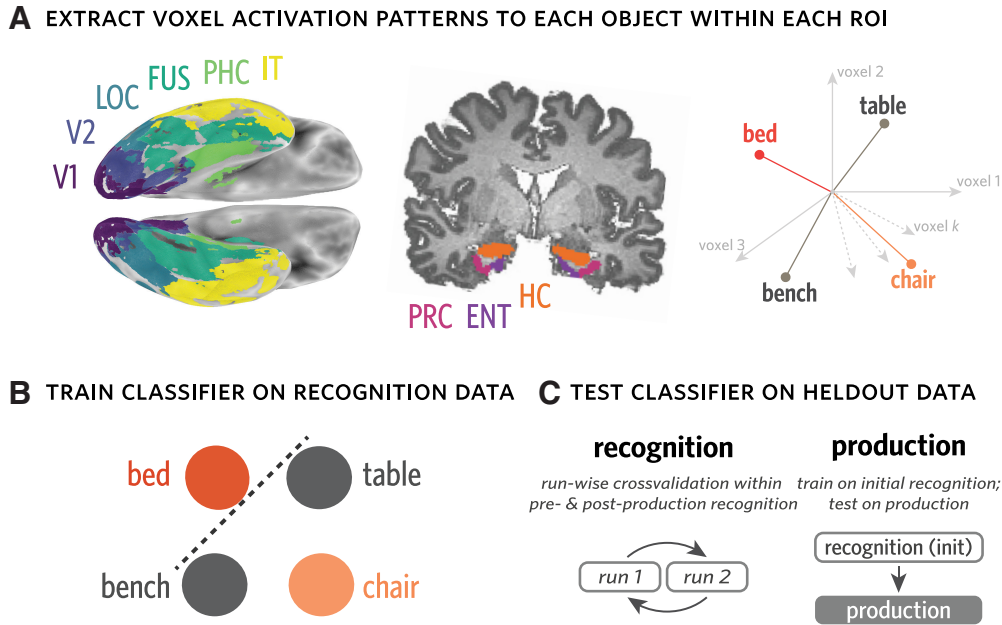 A EXTRACT VOXEL ACTIVATION PATTERNS TO EACH OBJECT WITHIN EACH ROI
V1
V2
LOC
FUS
PHC
IT
PRC
ENT
HC
voxel 2
table
bed
voxel 1
voxel k
voxel 3
bench
chair
B TRAIN CLASSIFIER ON RECOGNITION DATA
bed
table
bench
chair
C TEST CLASSIFIER ON HELDOUT DATA
recognition
run-wise crossvalidation within
pre- & post-production recognition
run 1
run 2
production
train on initial recognition;
test on production
recognition (init)
production